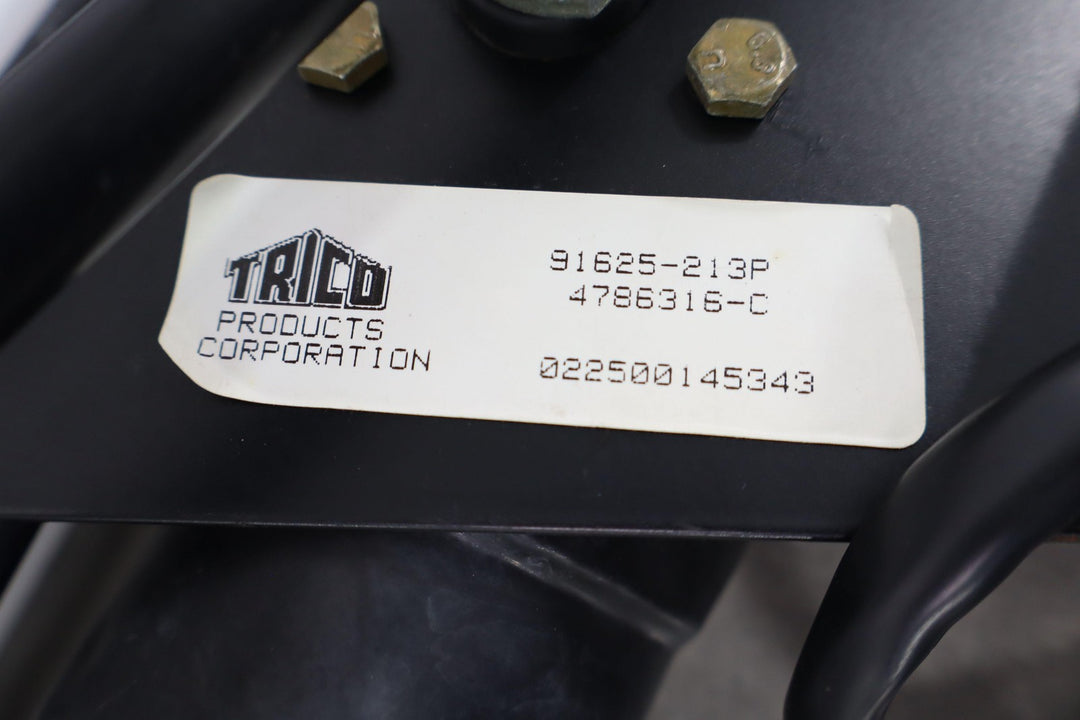 TRICO
PRODUCTS
CORPORATION
91625-213P
4786316-C
022500145343